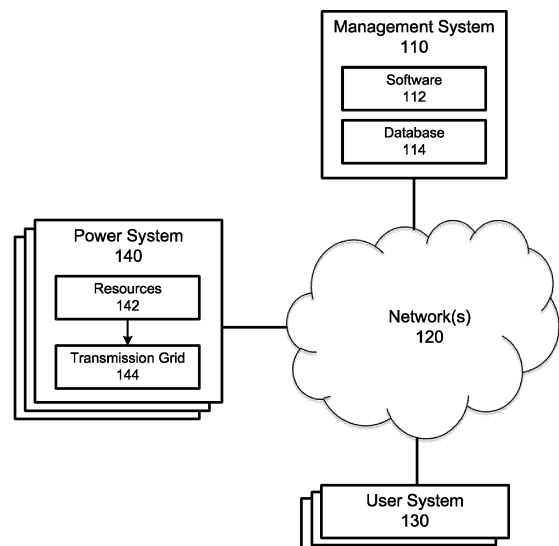 Management System
110
Software
112
Database
114
Power System
140
Resources
142
Transmission Grid
144
Network(s)
120
User System
130